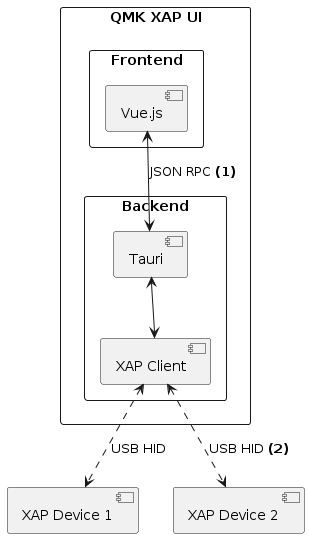 QMK XAP UI
Frontend
Vue.js
JSON RPC (1)
Backend
Tauri
XAP Client
USB HID
USB HID (2)
XAP Device 1
XAP Device 2